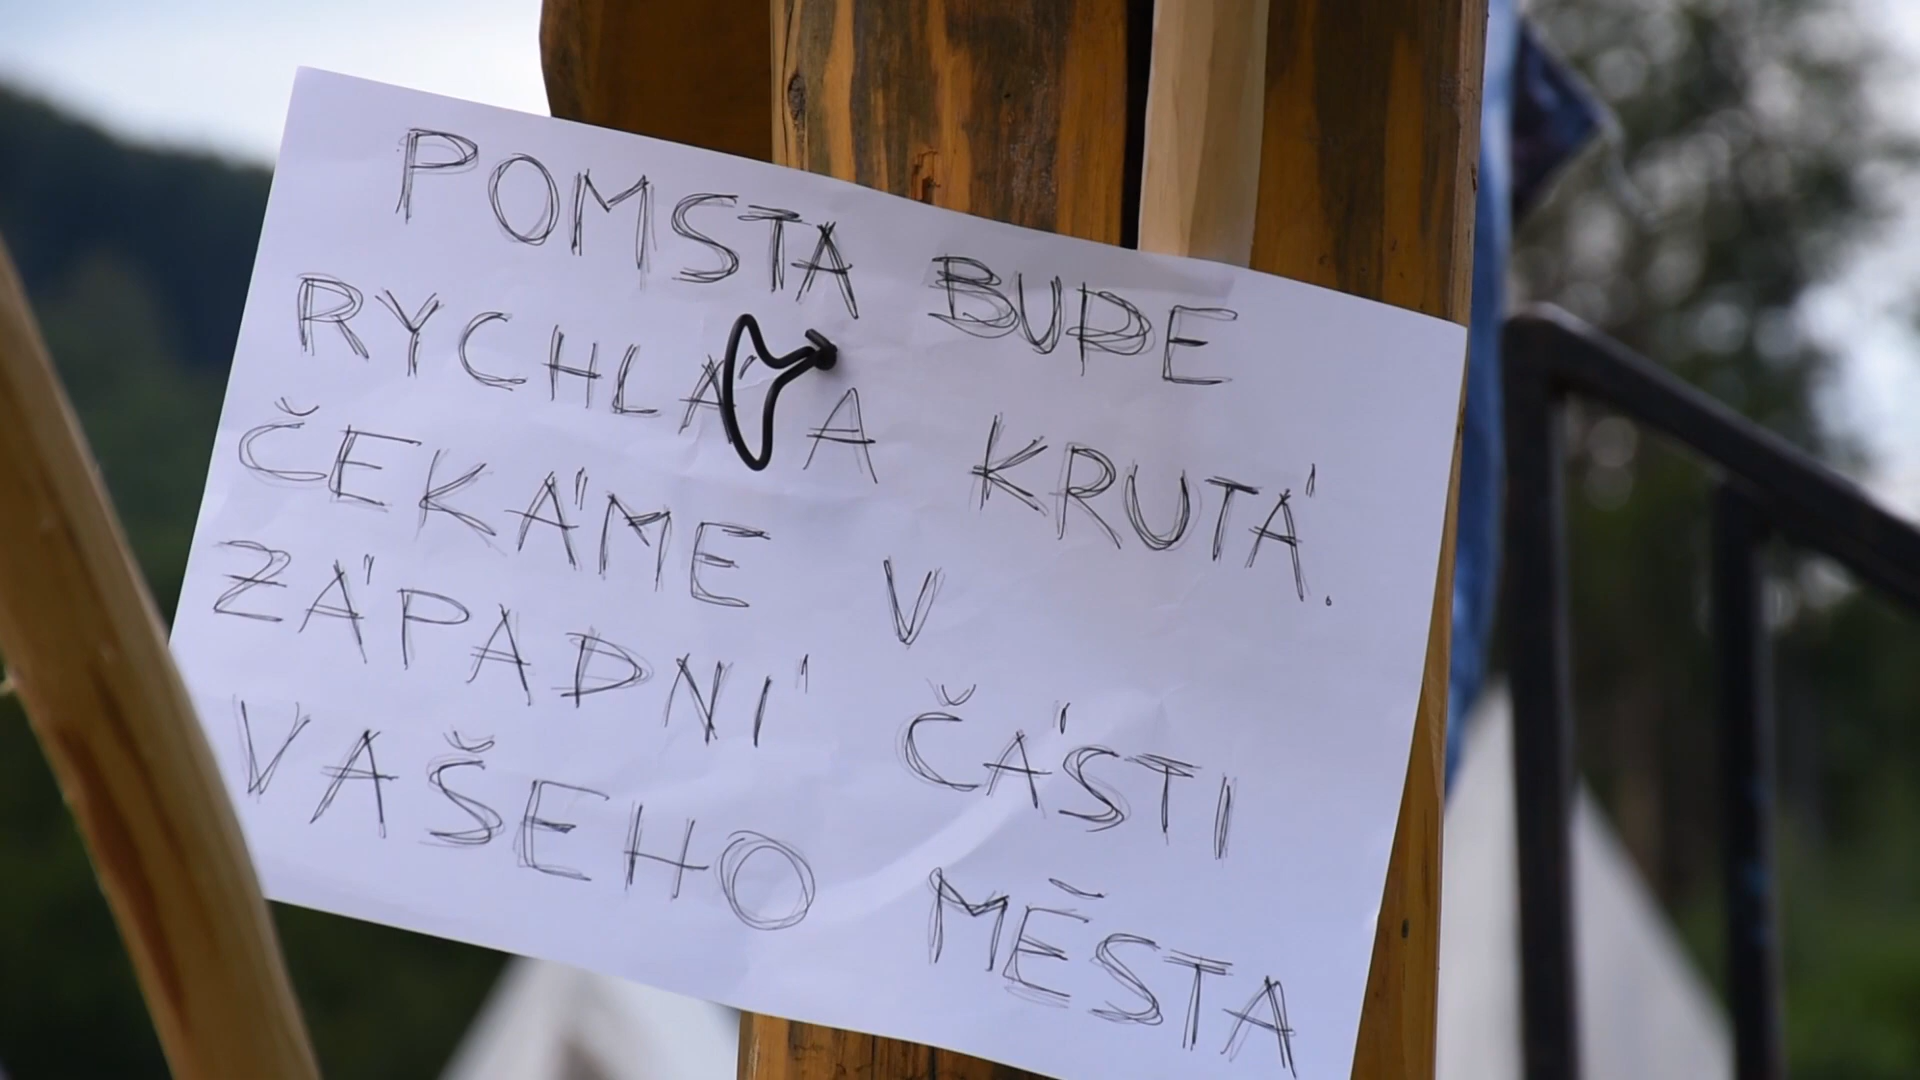 POMSTA BUDE
RYCHLÁ A KRUTÁ.
ČEKÁME V
ZÁPADNÍ ČÁSTI
VAŠEHO MĚSTA